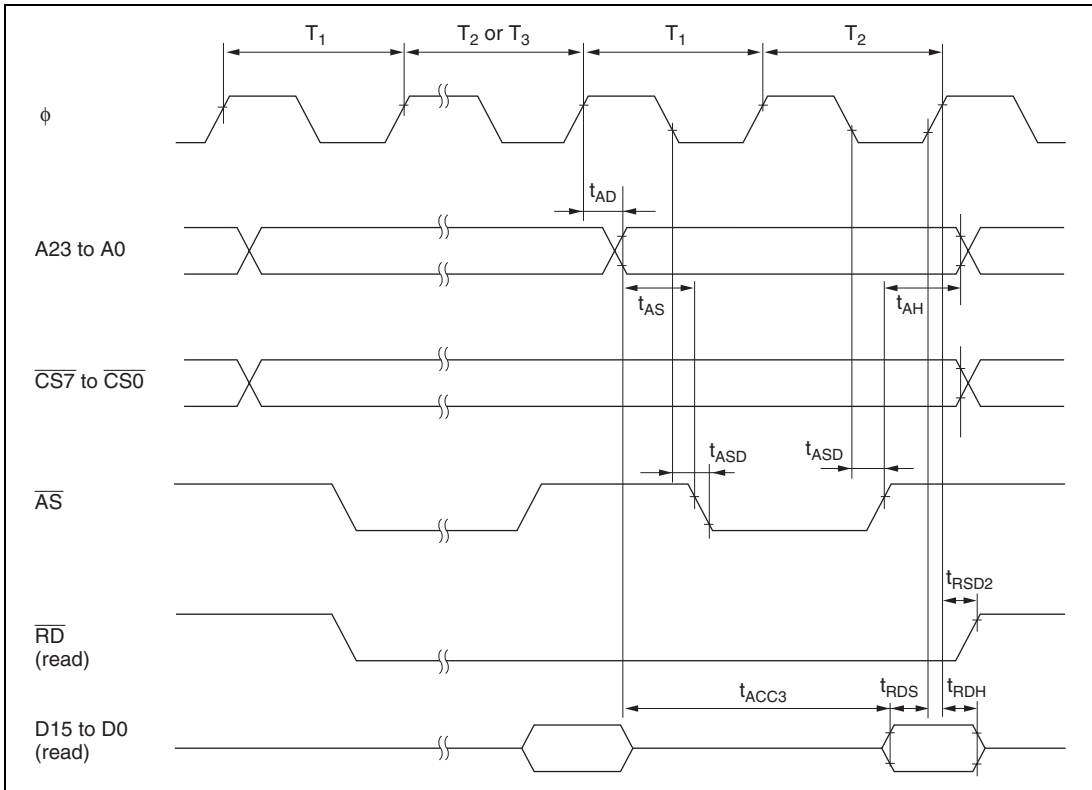 T1 T2 or T3 T1 T2
φ
tAD
A23 to A0
tAS tAH
CS7 to CS0
tASD tASD
AS
tRSD2
RD
(read)
tACC3 tRDS tRDH
D15 to D0
(read)